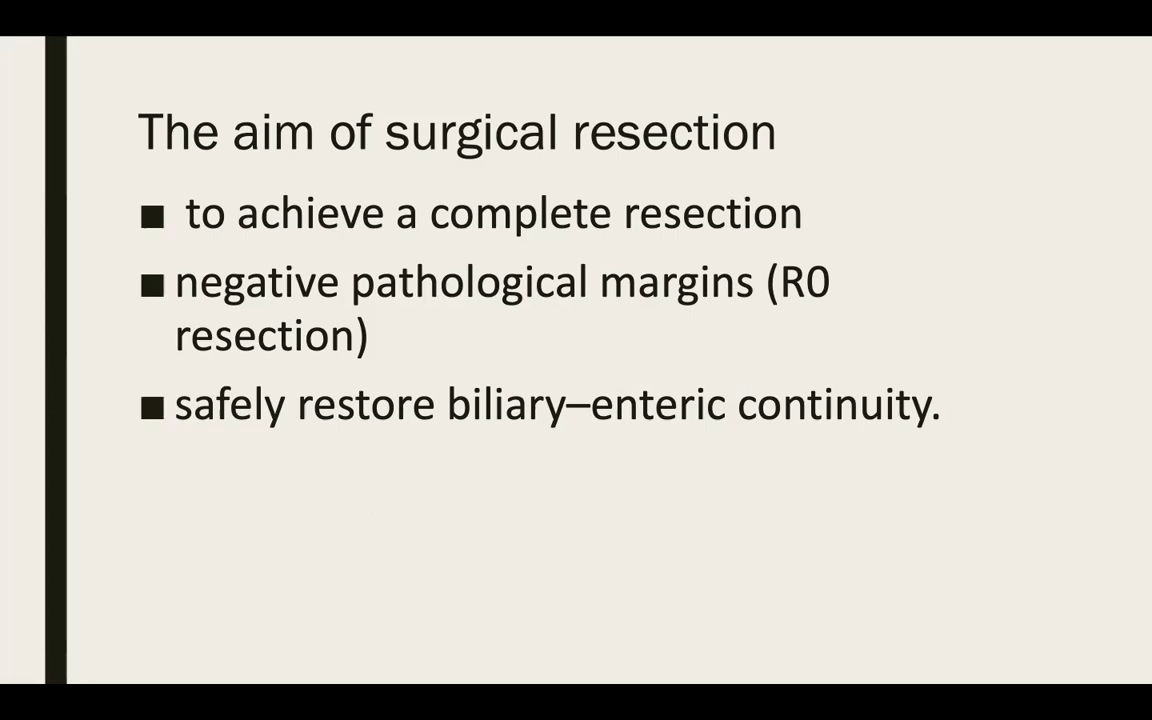 The aim of surgical resection
■ to achieve a complete resection
■ negative pathological margins (R0
resection)
■ safely restore biliary–enteric continuity.